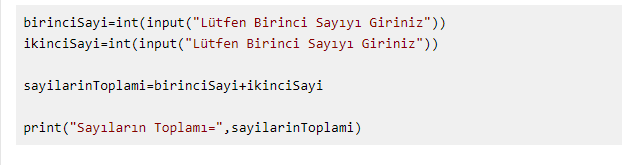 birinciSayi=int(input("Lütfen Birinci Sayıyı Giriniz"))
ikinciSayi=int(input("Lütfen Birinci Sayıyı Giriniz"))
sayilarinToplami=birinciSayi+ikinciSayi
print("Sayıların Toplamı=",sayilarinToplami)